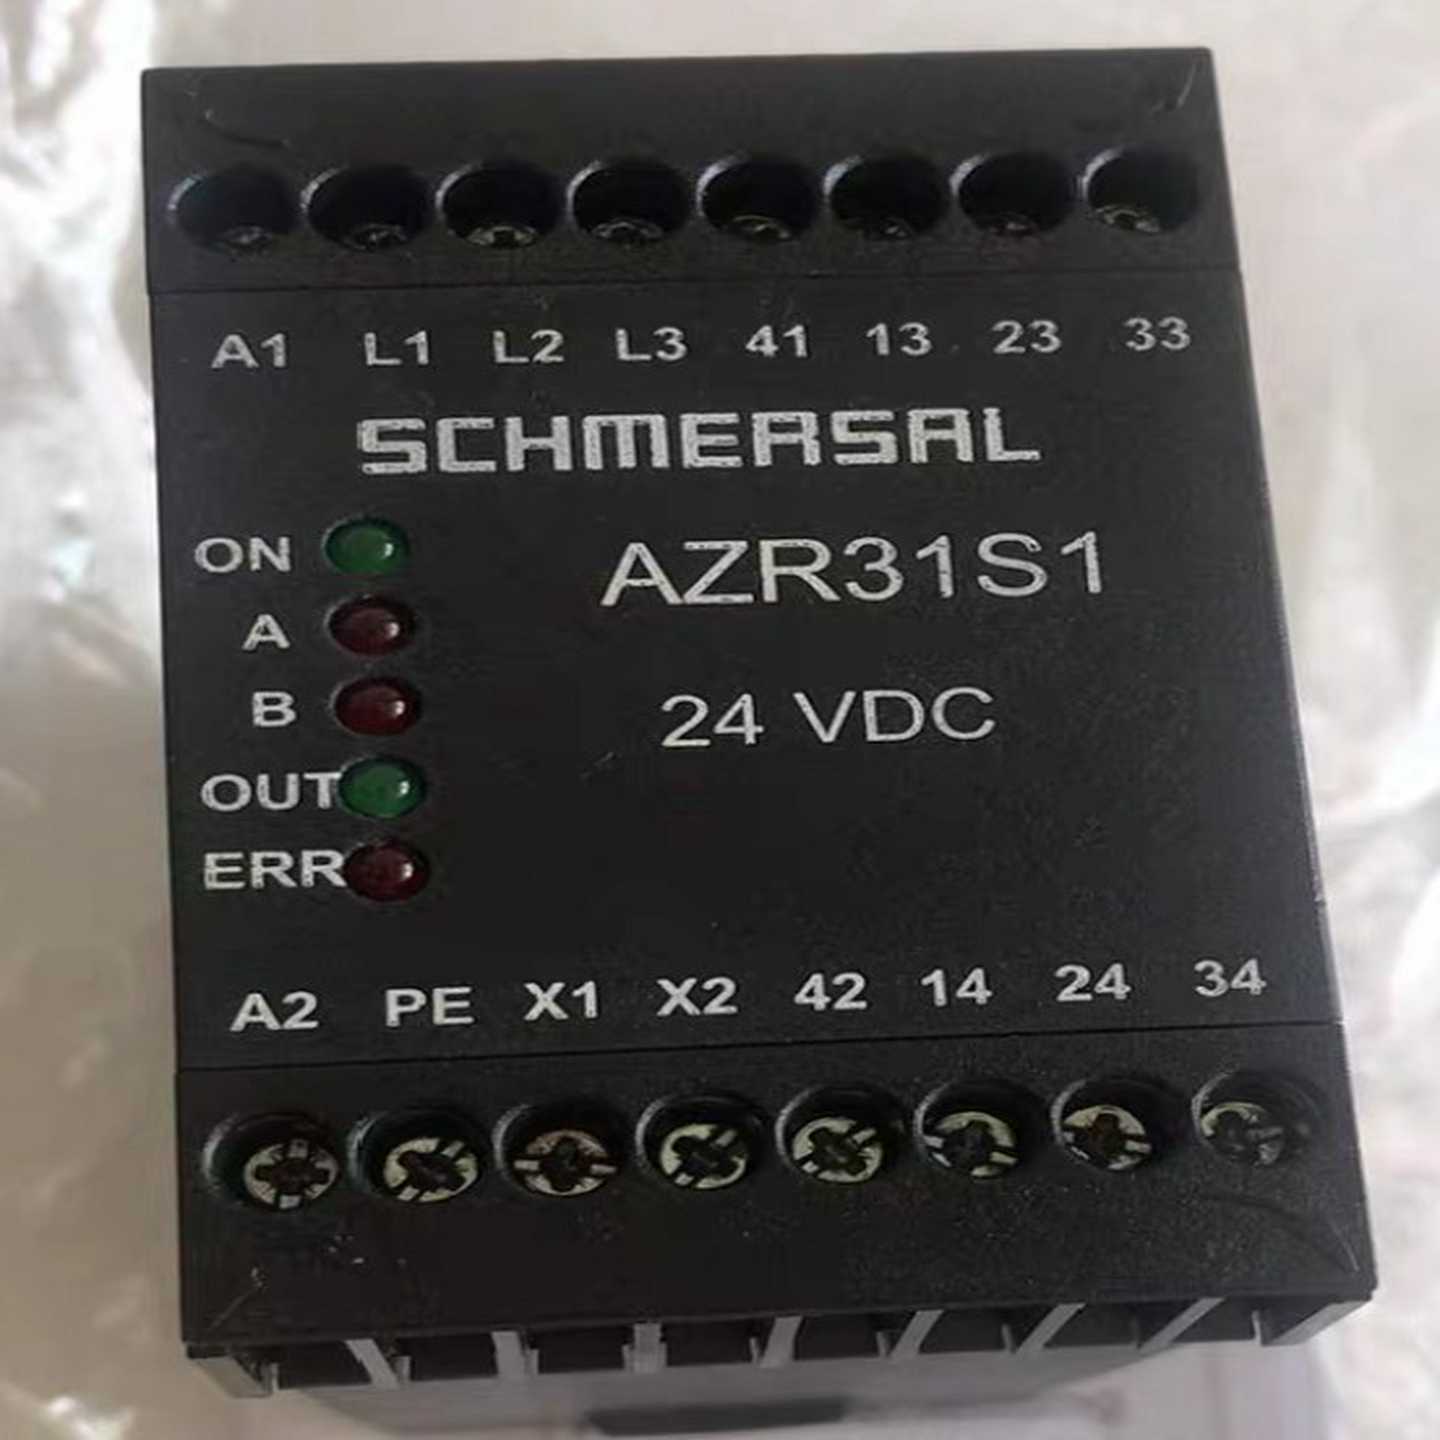 A1 L1 L2 L3 41 13 23 33
SCHMERSAL
ON
AZR31S1
A
B
24 VDC
OUT
ERR
A2 PE X1 X2 42 14 24 34